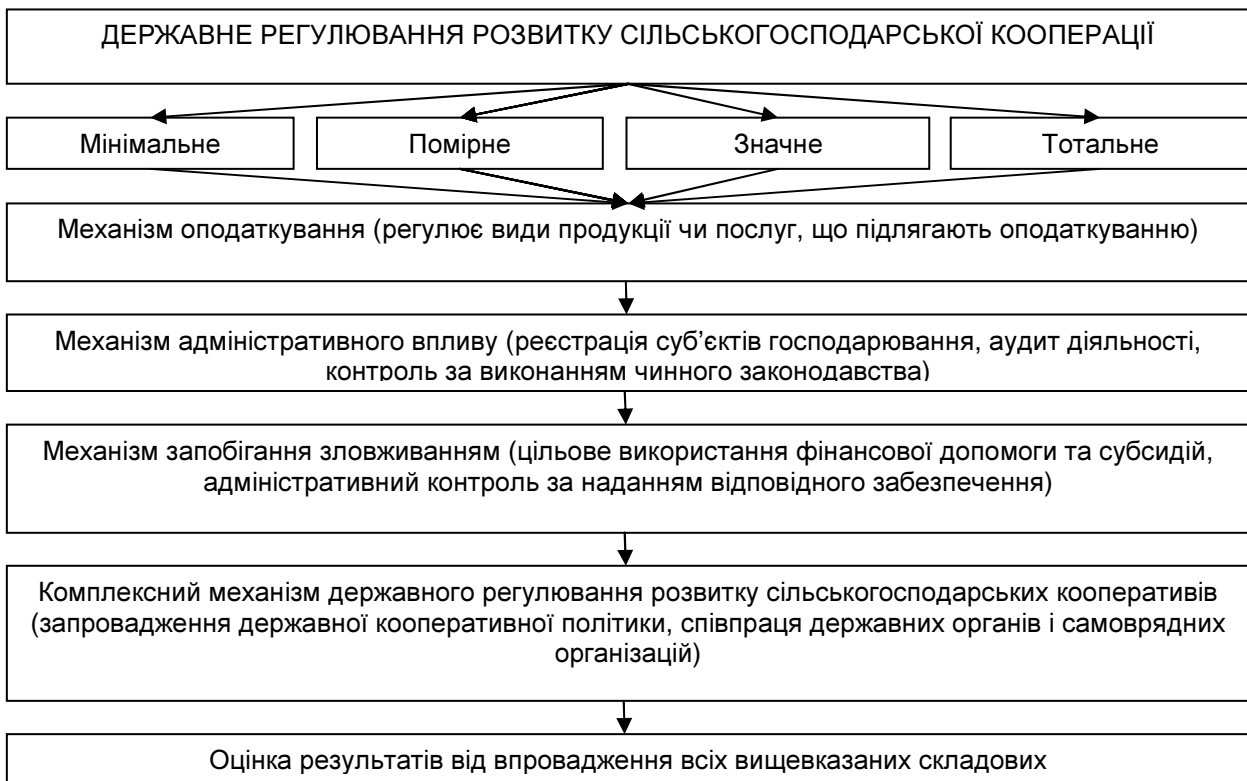 ДЕРЖАВНЕ РЕГУЛЮВАННЯ РОЗВИТКУ СІЛЬСЬКОГОСПОДАРСЬКОЇ КООПЕРАЦІЇ
Мінімальне
Помірне
Значне
Тотальне
Механізм оподаткування (регулює види продукції чи послуг, що підлягають оподаткуванню)
Механізм адміністративного впливу (реєстрація суб’єктів господарювання, аудит діяльності,
контроль за виконанням чинного законодавства)
Механізм запобігання зловживанням (цільове використання фінансової допомоги та субсидій,
адміністративний контроль за наданням відповідного забезпечення)
Комплексний механізм державного регулювання розвитку сільськогосподарських кооперативів
(запровадження державної кооперативної політики, співпраця державних органів і самоврядних
організацій)
Оцінка результатів від впровадження всіх вищевказаних складових